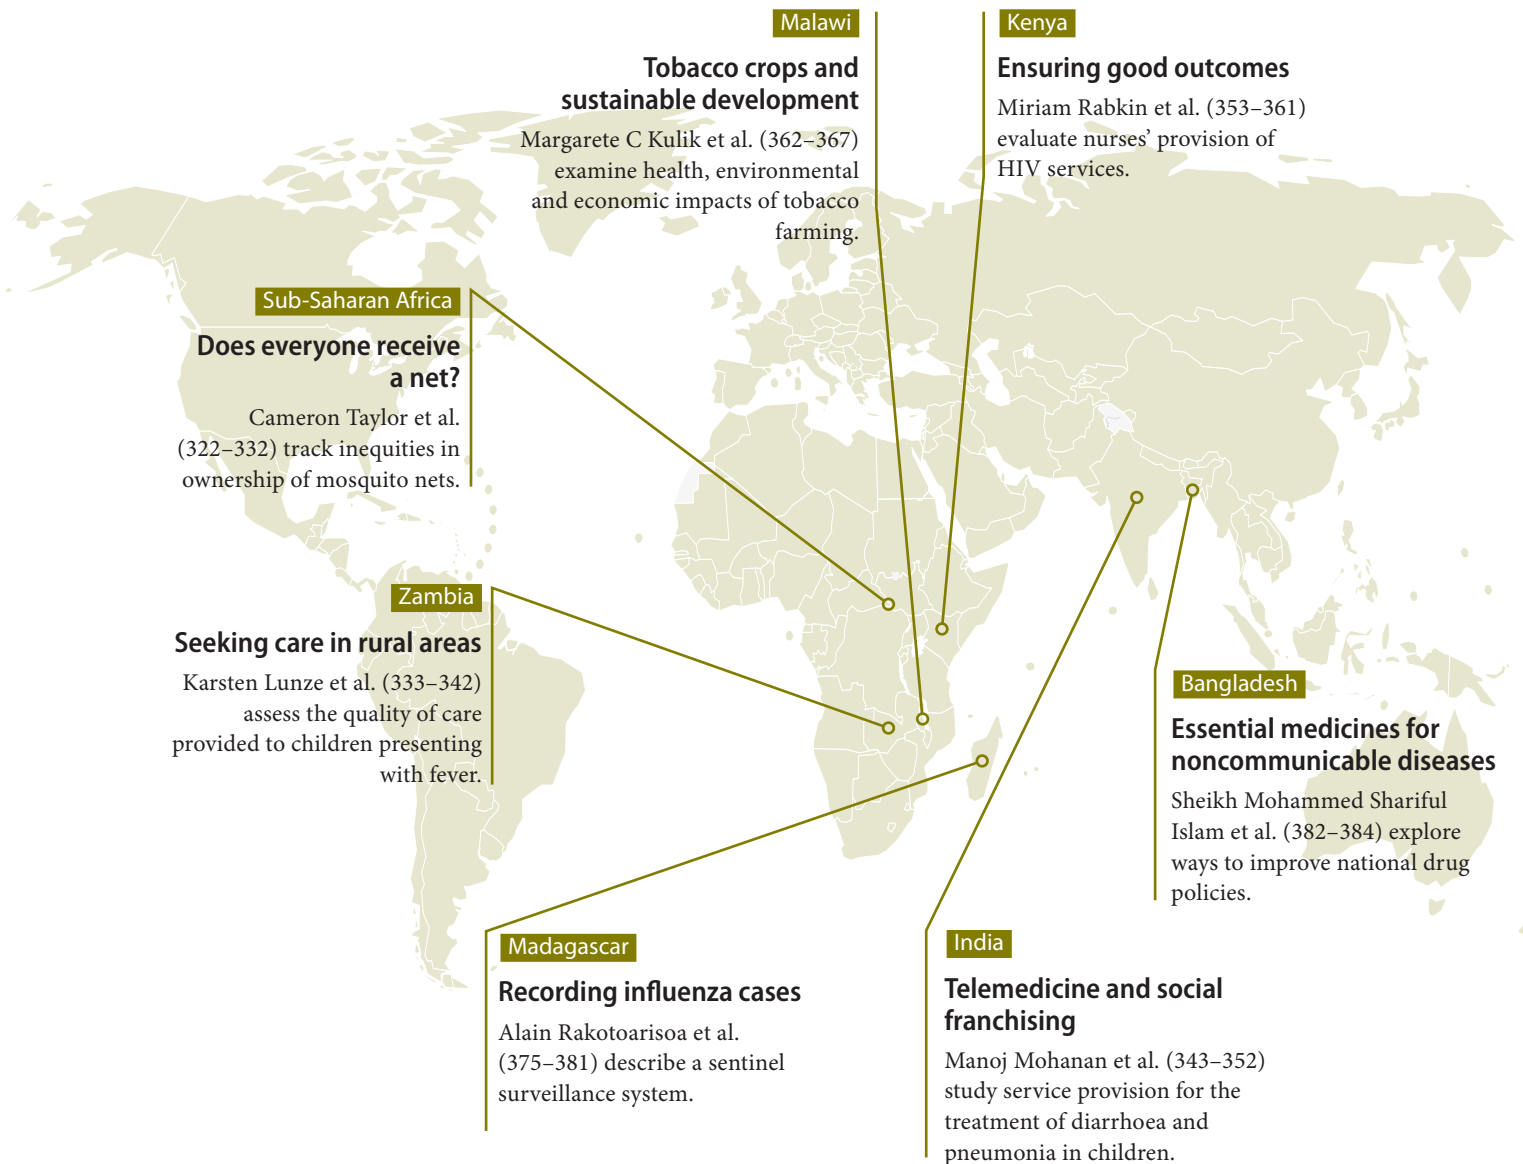 Malawi
Tobacco crops and
sustainable development
Margarete C Kulik et al. (362–367)
examine health, environmental
and economic impacts of tobacco
farming.
Kenya
Ensuring good outcomes
Miriam Rabkin et al. (353–361)
evaluate nurses’ provision of
HIV services.
Sub-Saharan Africa
Does everyone receive
a net?
Cameron Taylor et al.
(322–332) track inequities in
ownership of mosquito nets.
Zambia
Seeking care in rural areas
Karsten Lunze et al. (333–342)
assess the quality of care
provided to children presenting
with fever.
Bangladesh
Essential medicines for
noncommunicable diseases
Sheikh Mohammed Shariful
Islam et al. (382–384) explore
ways to improve national drug
policies.
Madagascar
Recording influenza cases
Alain Rakotoarisoa et al.
(375–381) describe a sentinel
surveillance system.
India
Telemedicine and social
franchising
Manoj Mohanan et al. (343–352)
study service provision for the
treatment of diarrhoea and
pneumonia in children.